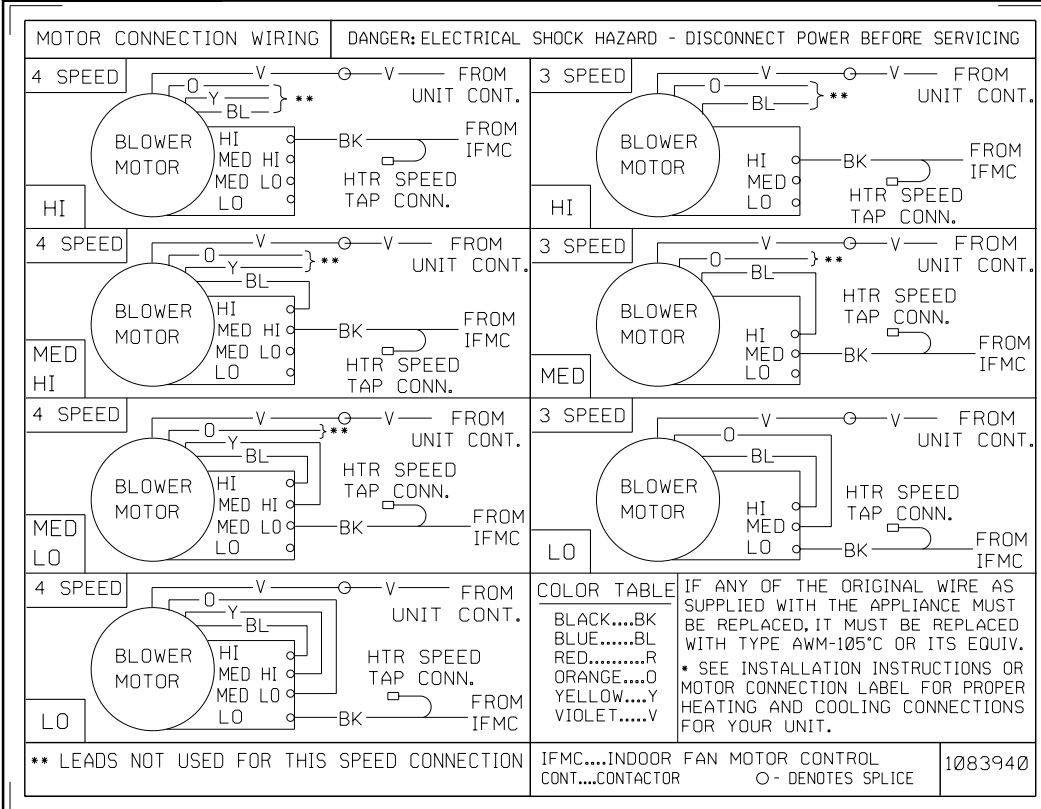 MOTOR CONNECTION WIRING
DANGER: ELECTRICAL SHOCK HAZARD - DISCONNECT POWER BEFORE SERVICING
4 SPEED
V
V
FROM
UNIT CONT.
O
Y
BL
**
BLOWER
MOTOR
HI
MED HI
MED LO
LO
BK
FROM
IFMC
HTR SPEED
TAP CONN.
HI
3 SPEED
V
V
FROM
UNIT CONT.
O
BL
**
BLOWER
MOTOR
HI
MED
LO
BK
FROM
IFMC
HTR SPEED
TAP CONN.
HI
4 SPEED
V
V
FROM
UNIT CONT.
O
Y
BL
**
BLOWER
MOTOR
HI
MED HI
MED LO
LO
BK
FROM
IFMC
HTR SPEED
TAP CONN.
MED
HI
3 SPEED
V
V
FROM
UNIT CONT.
O
BL
**
HTR SPEED
TAP CONN.
BLOWER
MOTOR
HI
MED
LO
BK
FROM
IFMC
MED
4 SPEED
V
V
FROM
UNIT CONT.
O
Y
BL
**
HTR SPEED
TAP CONN.
BLOWER
MOTOR
HI
MED HI
MED LO
LO
BK
FROM
IFMC
MED
LO
3 SPEED
V
V
FROM
UNIT CONT.
O
BL
HTR SPEED
TAP CONN.
BLOWER
MOTOR
HI
MED
LO
BK
FROM
IFMC
LO
4 SPEED
V
V
FROM
UNIT CONT.
O
Y
BL
HTR SPEED
TAP CONN.
BLOWER
MOTOR
HI
MED HI
MED LO
LO
BK
FROM
IFMC
LO
COLOR TABLE
BLACK....BK
BLUE......BL
RED..........R
ORANGE....O
YELLOW....Y
VIOLET.....V
IF ANY OF THE ORIGINAL WIRE AS
SUPPLIED WITH THE APPLIANCE MUST
BE REPLACED, IT MUST BE REPLACED
WITH TYPE AWM-105°C OR ITS EQUIV.
* SEE INSTALLATION INSTRUCTIONS OR
MOTOR CONNECTION LABEL FOR PROPER
HEATING AND COOLING CONNECTIONS
FOR YOUR UNIT.
** LEADS NOT USED FOR THIS SPEED CONNECTION
IFMC....INDOOR FAN MOTOR CONTROL
CONT....CONTACTOR
O - DENOTES SPLICE
1083940